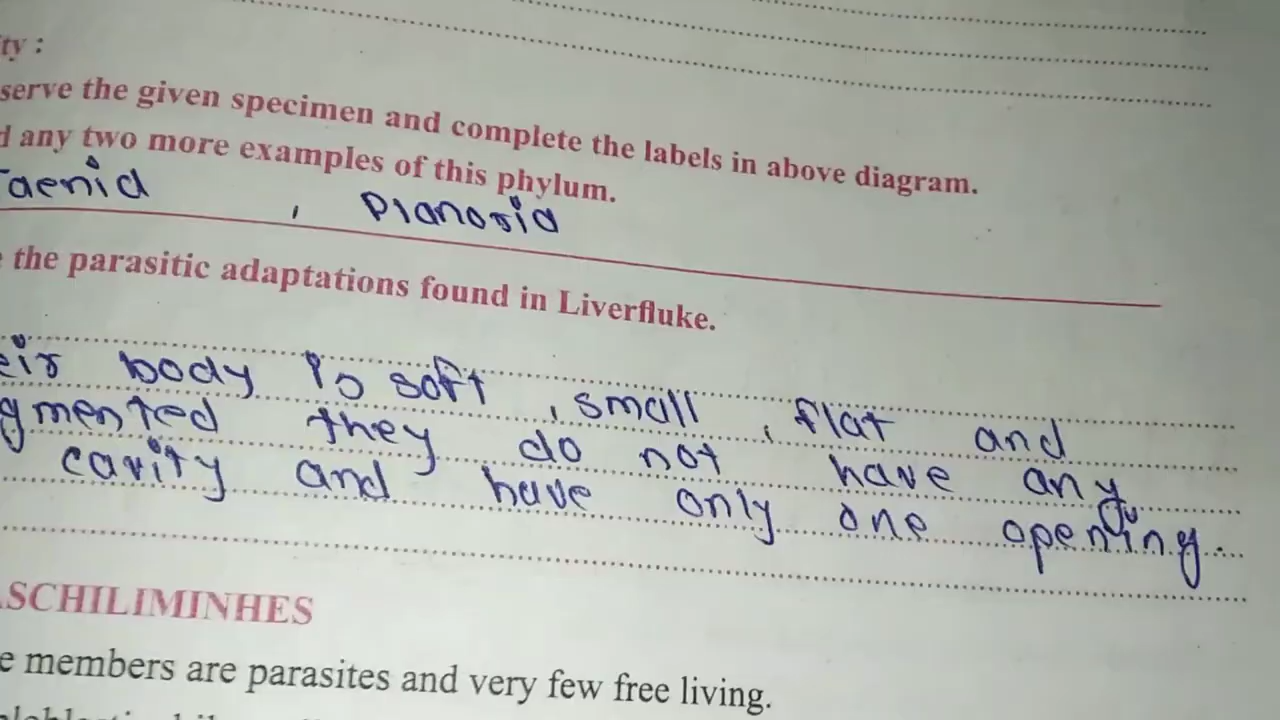 ty :
serve the given specimen and complete the labels in above diagram.
d any two more examples of this phylum.
Taenia , Planaria
the parasitic adaptations found in Liverfluke.
eir body is soft , small , flat and
gmented they do not have any
cavity and have only one opening.
ASCHILIMINHES
e members are parasites and very few free living.